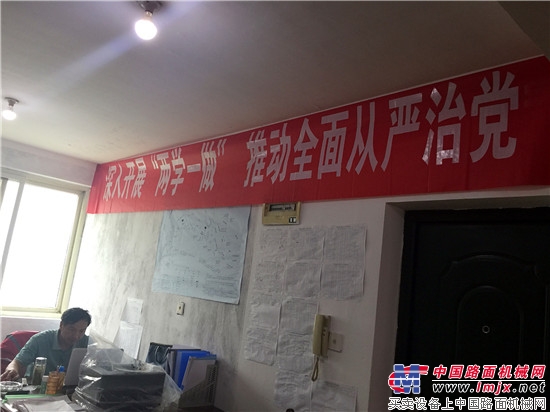 深入开展“两学一做” 推动全面从严治党
中国路面机械网
www.lmjx.net
买卖设备上中国路面机械网